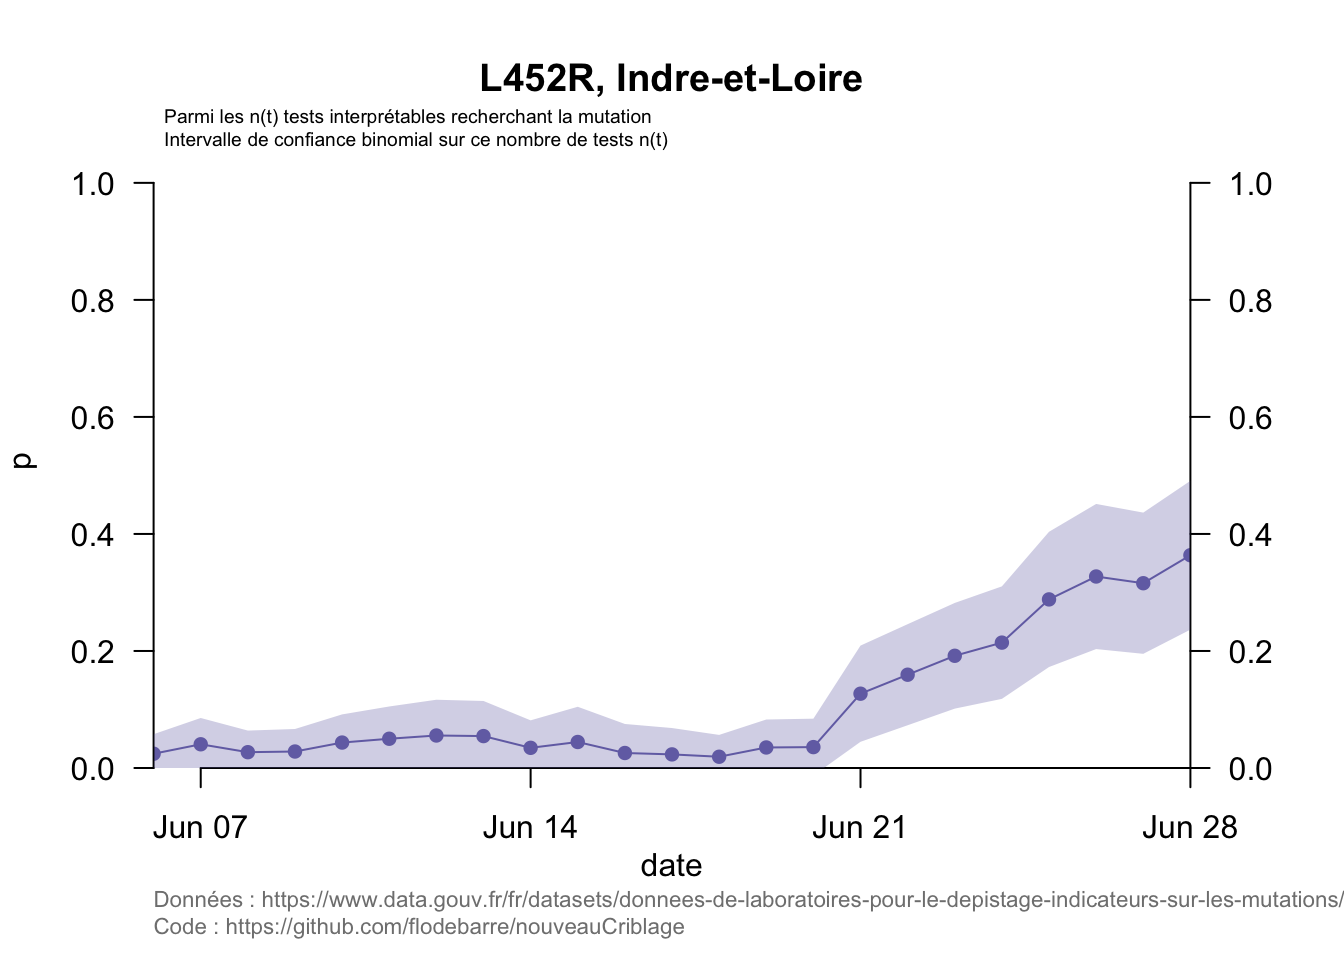 L452R, Indre-et-Loire
Parmi les n(t) tests interprétables recherchant la mutation
Intervalle de confiance binomial sur ce nombre de tests n(t)
1.0 1.0
0.8 0.8
0.6 0.6
p
0.4 0.4
0.2 0.2
0.0 0.0
Jun 07 Jun 14 Jun 21 Jun 28
date
Données : https://www.data.gouv.fr/fr/datasets/donnees-de-laboratoires-pour-le-depistage-indicateurs-sur-les-mutations/
Code : https://github.com/flodebarre/nouveauCriblage